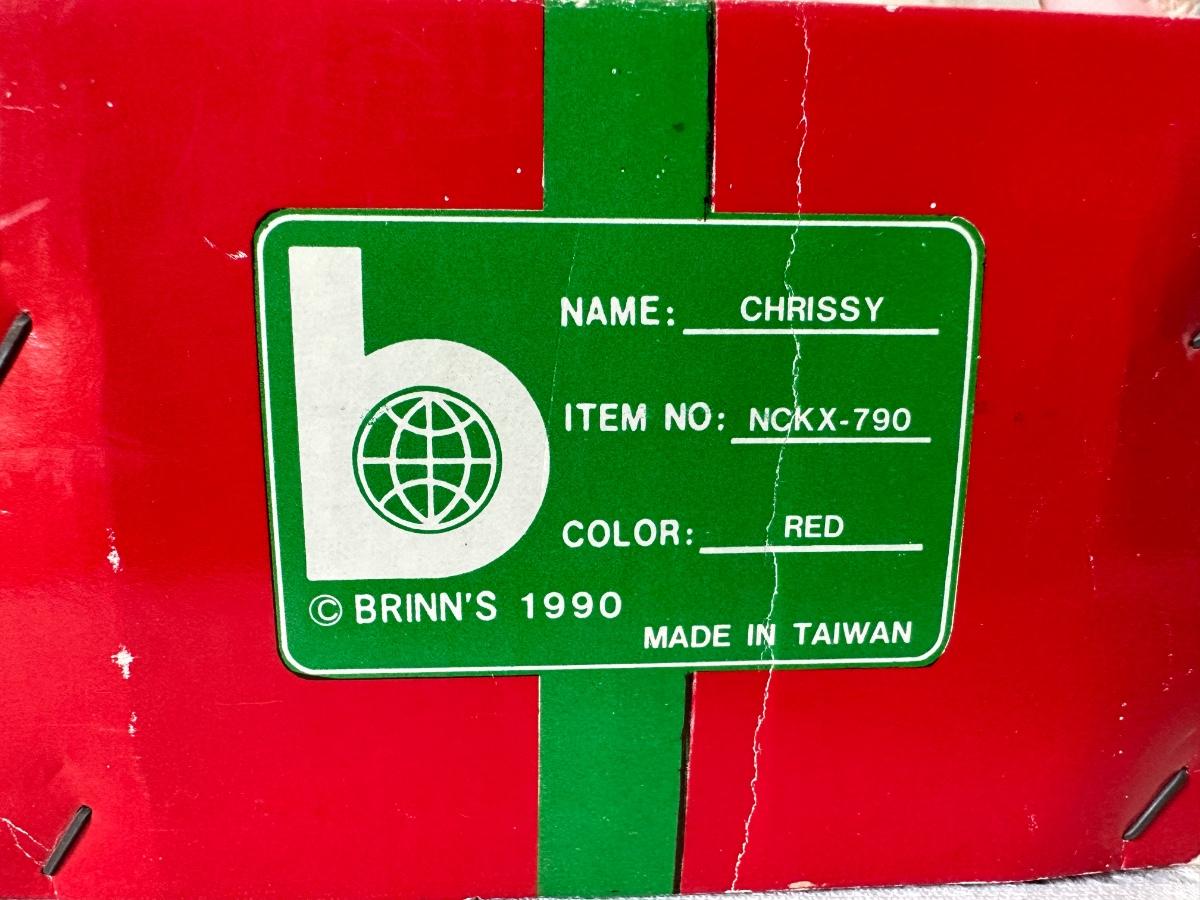 b
NAME: CHRISSY
ITEM NO: NCKX-790
COLOR: RED
© BRINN'S 1990
MADE IN TAIWAN